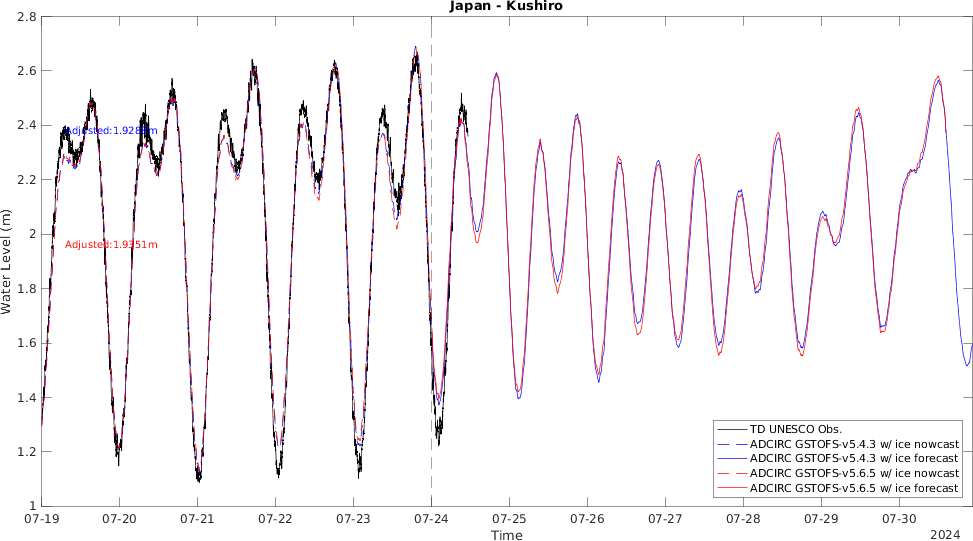 Japan - Kushiro
2.8
2.6
2.4
2.2
2
1.8
1.6
1.4
1.2
1
Water Level (m)
Adjusted:1.9351m
TD UNESCO Obs.
ADCIRC GSTOFS-v5.4.3 w/ ice nowcast
ADCIRC GSTOFS-v5.4.3 w/ ice forecast
ADCIRC GSTOFS-v5.6.5 w/ ice nowcast
ADCIRC GSTOFS-v5.6.5 w/ ice forecast
07-19 07-20 07-21 07-22 07-23 07-24 07-25 07-26 07-27 07-28 07-29 07-30
Time
2024